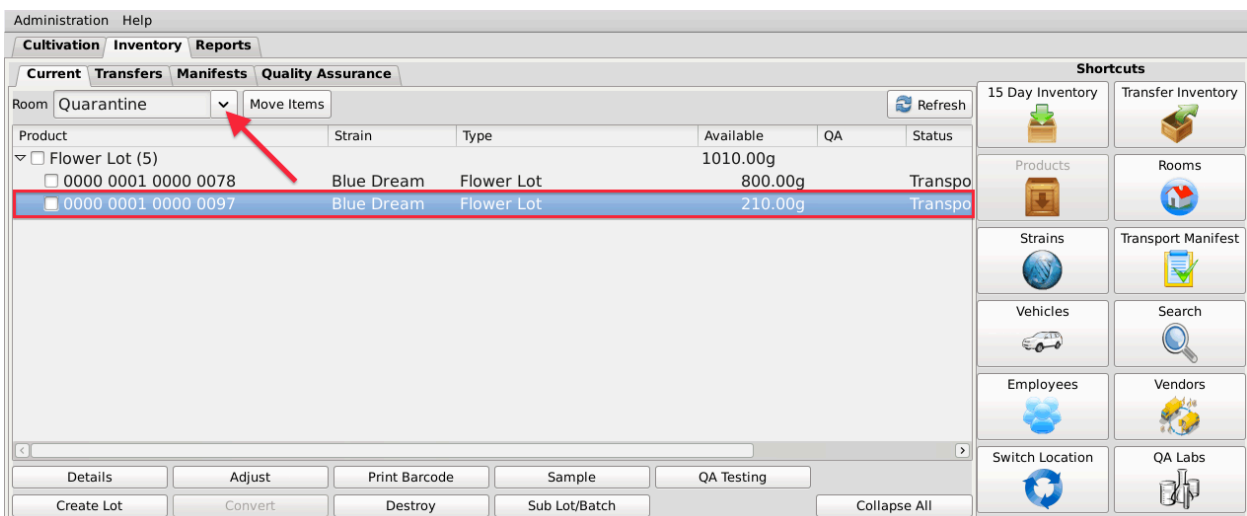 Administration Help
Cultivation Inventory Reports
Current Transfers Manifests Quality Assurance
Shortcuts
Room Quarantine Move Items Refresh
15 Day Inventory Transfer Inventory
Product Strain Type Available QA Status
Flower Lot (5) 1010.00g
0000 0001 0000 0078 Blue Dream Flower Lot 800.00g Transpo
0000 0001 0000 0097 Blue Dream Flower Lot 210.00g Transpo
Products Rooms
Strains Transport Manifest
Vehicles Search
Employees Vendors
Switch Location QA Labs
Details Adjust Print Barcode Sample QA Testing
Create Lot Convert Destroy Sub Lot/Batch Collapse All